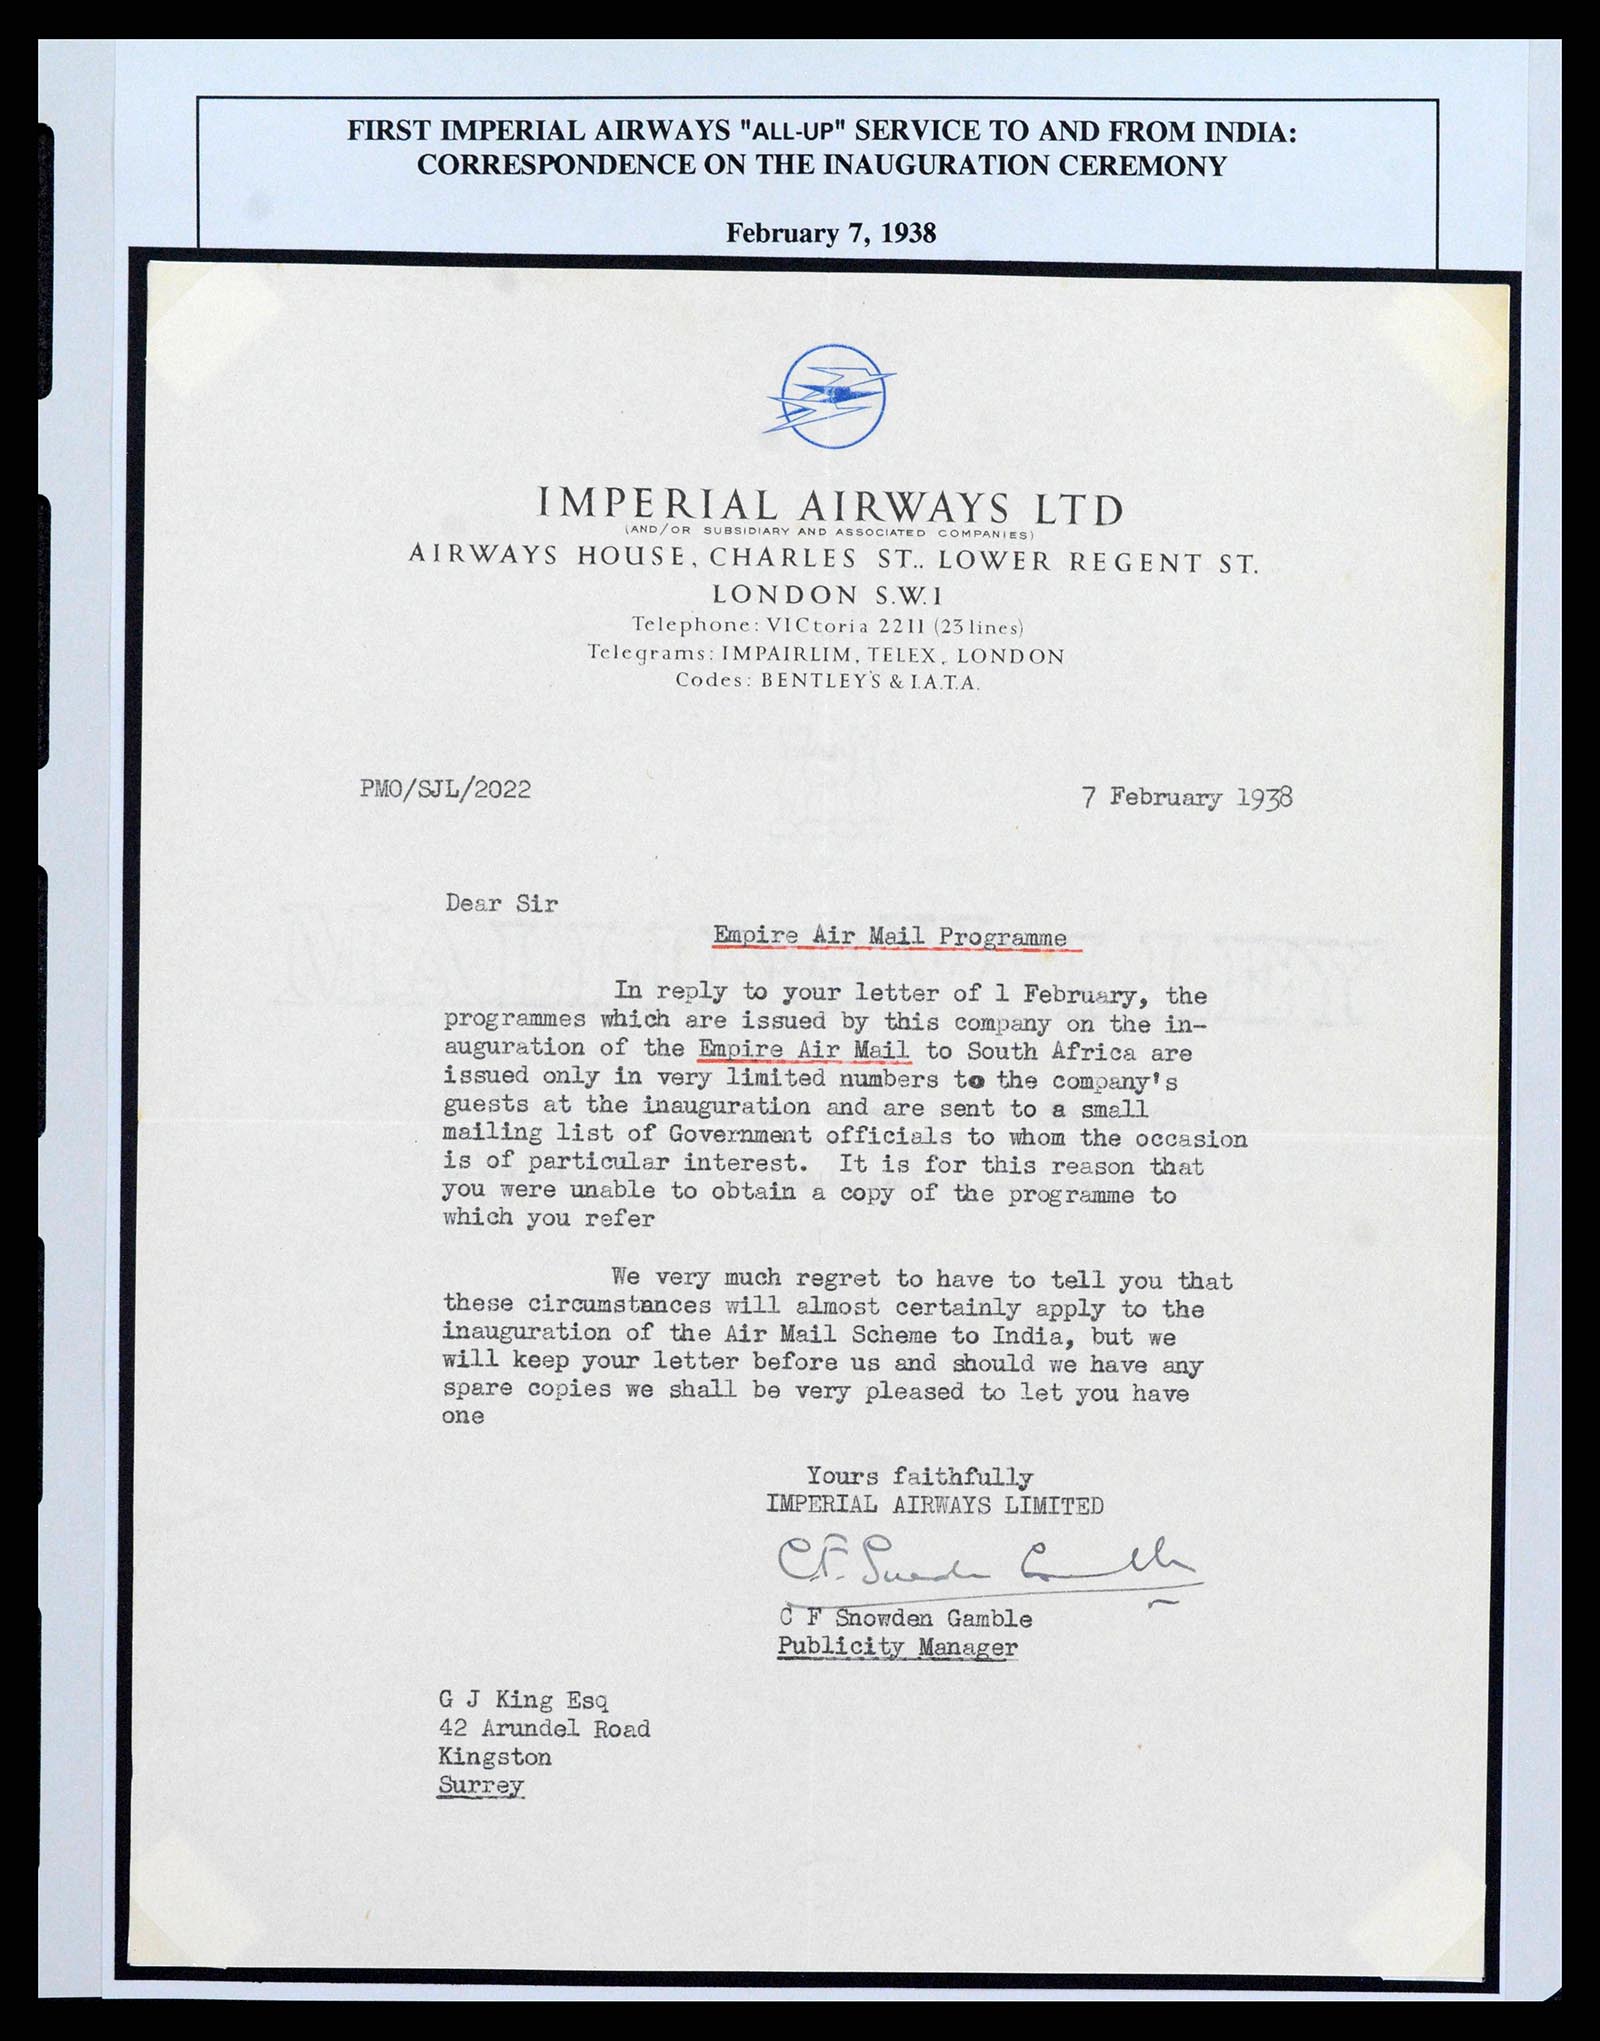 FIRST IMPERIAL AIRWAYS "ALL-UP" SERVICE TO AND FROM INDIA:
CORRESPONDENCE ON THE INAUGURATION CEREMONY
February 7, 1938
IMPERIAL AIRWAYS LTD
(AND/OR SUBSIDIARY AND ASSOCIATED COMPANIES)
AIRWAYS HOUSE, CHARLES ST.. LOWER REGENT ST.
LONDON S.W.1
Telephone: VICtoria 2211 (23 lines)
Telegrams: IMPAIRLIM, TELEX, LONDON
Codes: BENTLEY'S & I.A.T.A.
PMO/SJL/2022 7 February 1938
Dear Sir
Empire Air Mail Programme
In reply to your letter of 1 February, the
programmes which are issued by this company on the in-
auguration of the Empire Air Mail to South Africa are
issued only in very limited numbers to the company's
guests at the inauguration and are sent to a small
mailing list of Government officials to whom the occasion
is of particular interest. It is for this reason that
you were unable to obtain a copy of the programme to
which you refer
We very much regret to have to tell you that
these circumstances will almost certainly apply to the
inauguration of the Air Mail Scheme to India, but we
will keep your letter before us and should we have any
spare copies we shall be very pleased to let you have
one
Yours faithfully
IMPERIAL AIRWAYS LIMITED
C.F. Snowden Gamble
C F Snowden Gamble
Publicity Manager
G J King Esq
42 Arundel Road
Kingston
Surrey